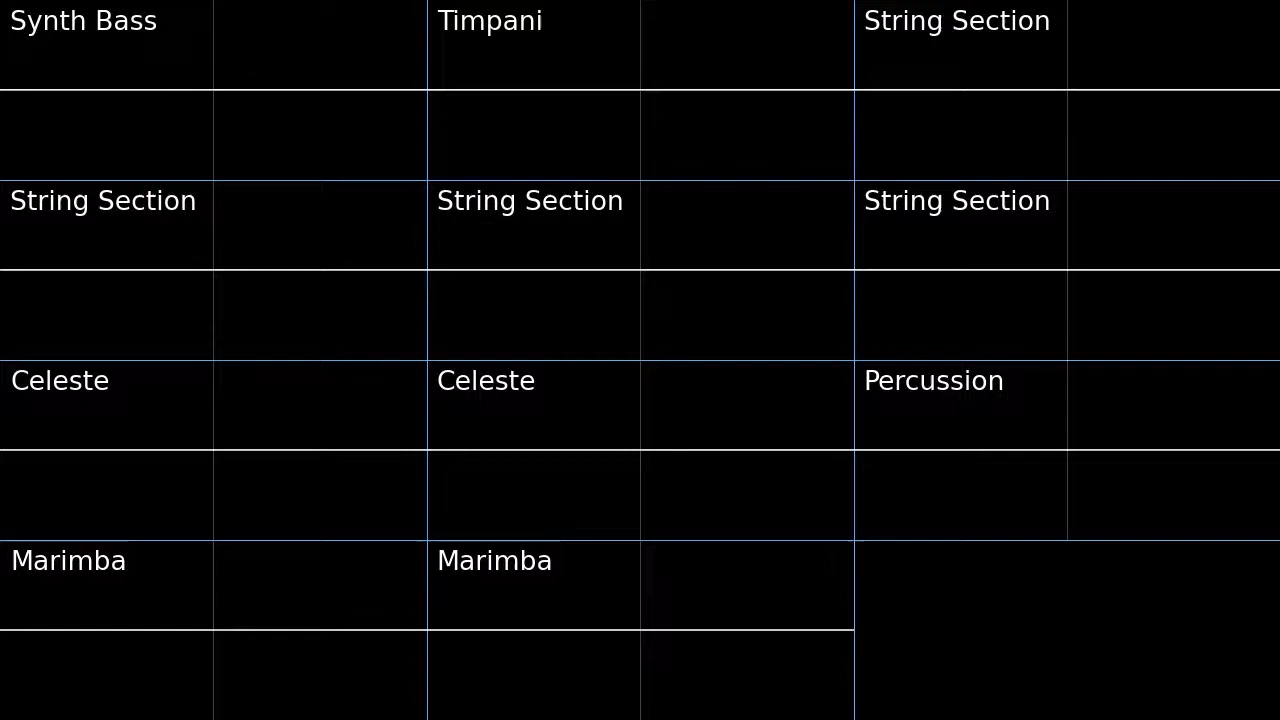 Synth Bass
Timpani
String Section
String Section
String Section
String Section
Celeste
Celeste
Percussion
Marimba
Marimba